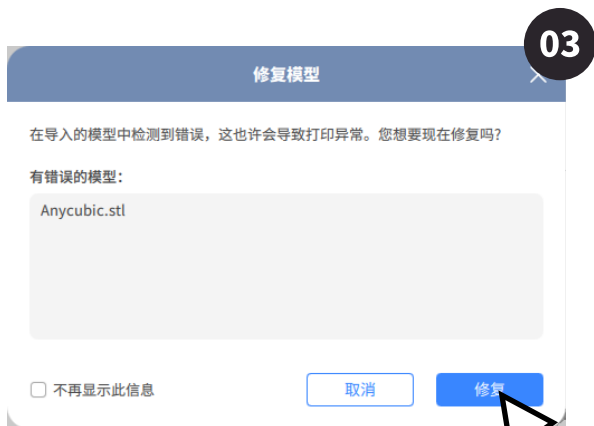 03
修复模型
在导入的模型中检测到错误，这也许会导致打印异常。您想要现在修复吗?
有错误的模型：
Anycubic.stl
不再显示此信息
取消
修复